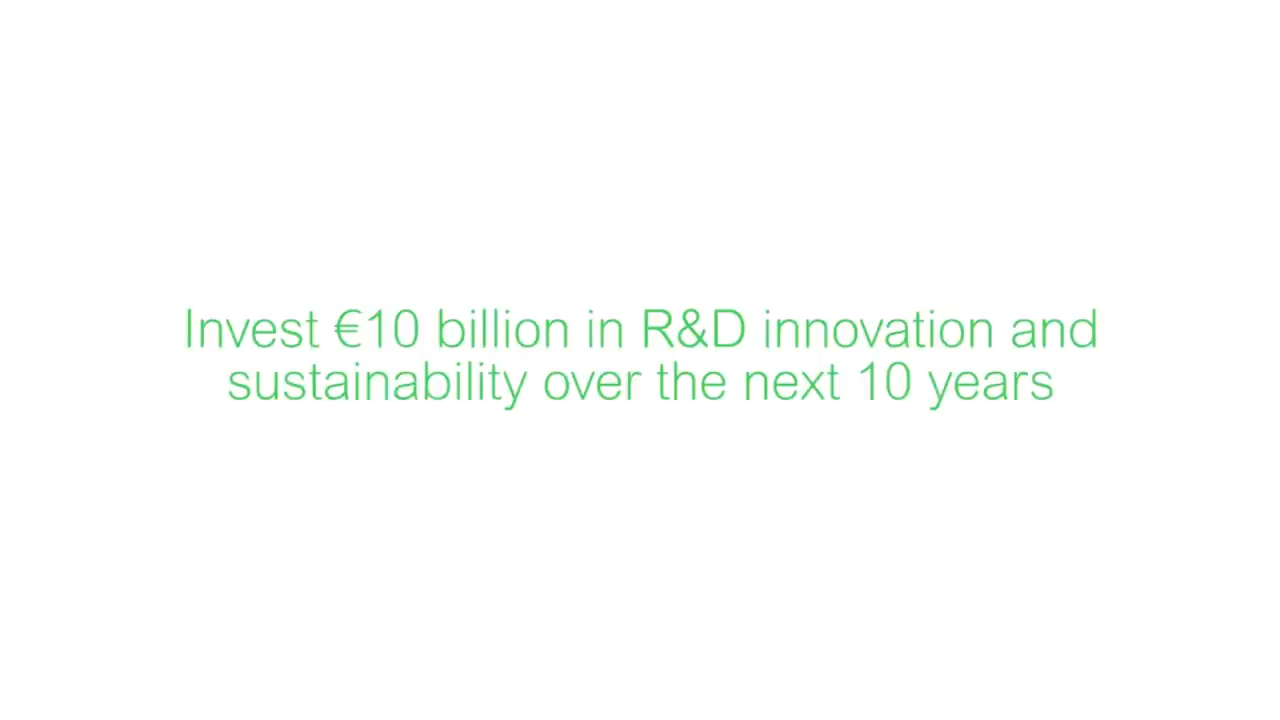 Invest €10 billion in R&D innovation and
sustainability over the next 10 years